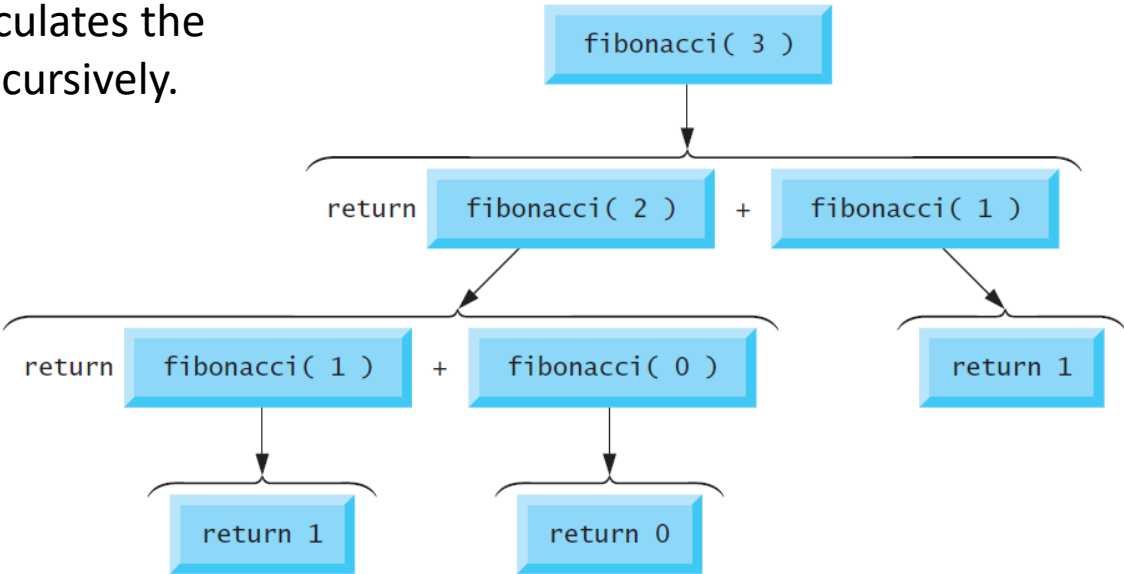 culates the
cursively.
fibonacci( 3 )
return fibonacci( 2 ) + fibonacci( 1 )
return fibonacci( 1 ) + fibonacci( 0 ) return 1
return 1 return 0